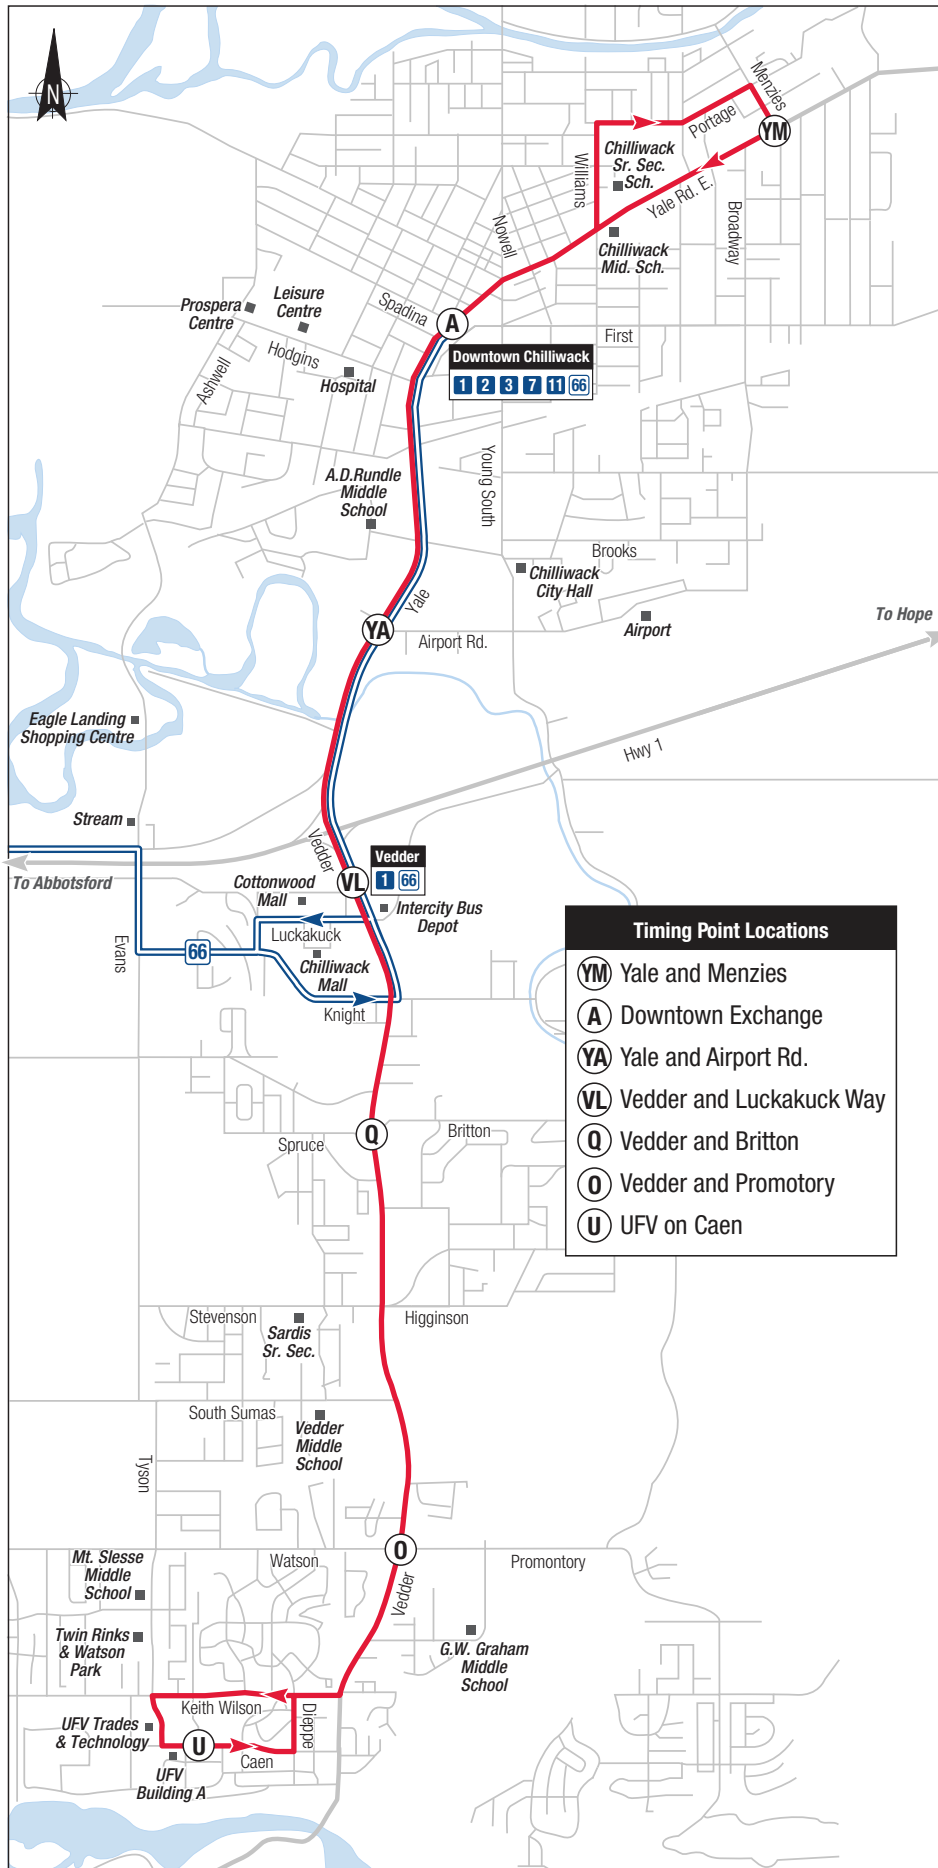 N
Menzies
Portage
YM
Chilliwack
Sr. Sec.
Sch.
Williams
Yale Rd. E.
Broadway
Nowell
Chilliwack
Mid. Sch.
Prospera
Centre
Leisure
Centre
Spadina
A
First
Hodgins
Ashwell
Hospital
Downtown Chilliwack
1 2 3 7 11 66
A.D.Rundle
Middle
School
Young South
Brooks
Chilliwack
City Hall
Yale
YA
Airport Rd.
Airport
To Hope
Eagle Landing
Shopping Centre
Hwy 1
Stream
Vedder
Vedder
1 66
VL
To Abbotsford
Cottonwood
Mall
Intercity Bus
Depot
Luckakuck
Evans
66
Chilliwack
Mall
Knight
Timing Point Locations
YM Yale and Menzies
A Downtown Exchange
YA Yale and Airport Rd.
VL Vedder and Luckakuck Way
Q Vedder and Britton
O Vedder and Promotory
U UFV on Caen
Q
Spruce
Britton
Stevenson
Higginson
Sardis
Sr. Sec.
South Sumas
Vedder
Middle
School
Tyson
O
Watson
Promontory
Mt. Slesse
Middle
School
Vedder
Twin Rinks
& Watson
Park
G.W. Graham
Middle
School
Keith Wilson
Dieppe
UFV Trades
& Technology
U
Caen
UFV
Building A